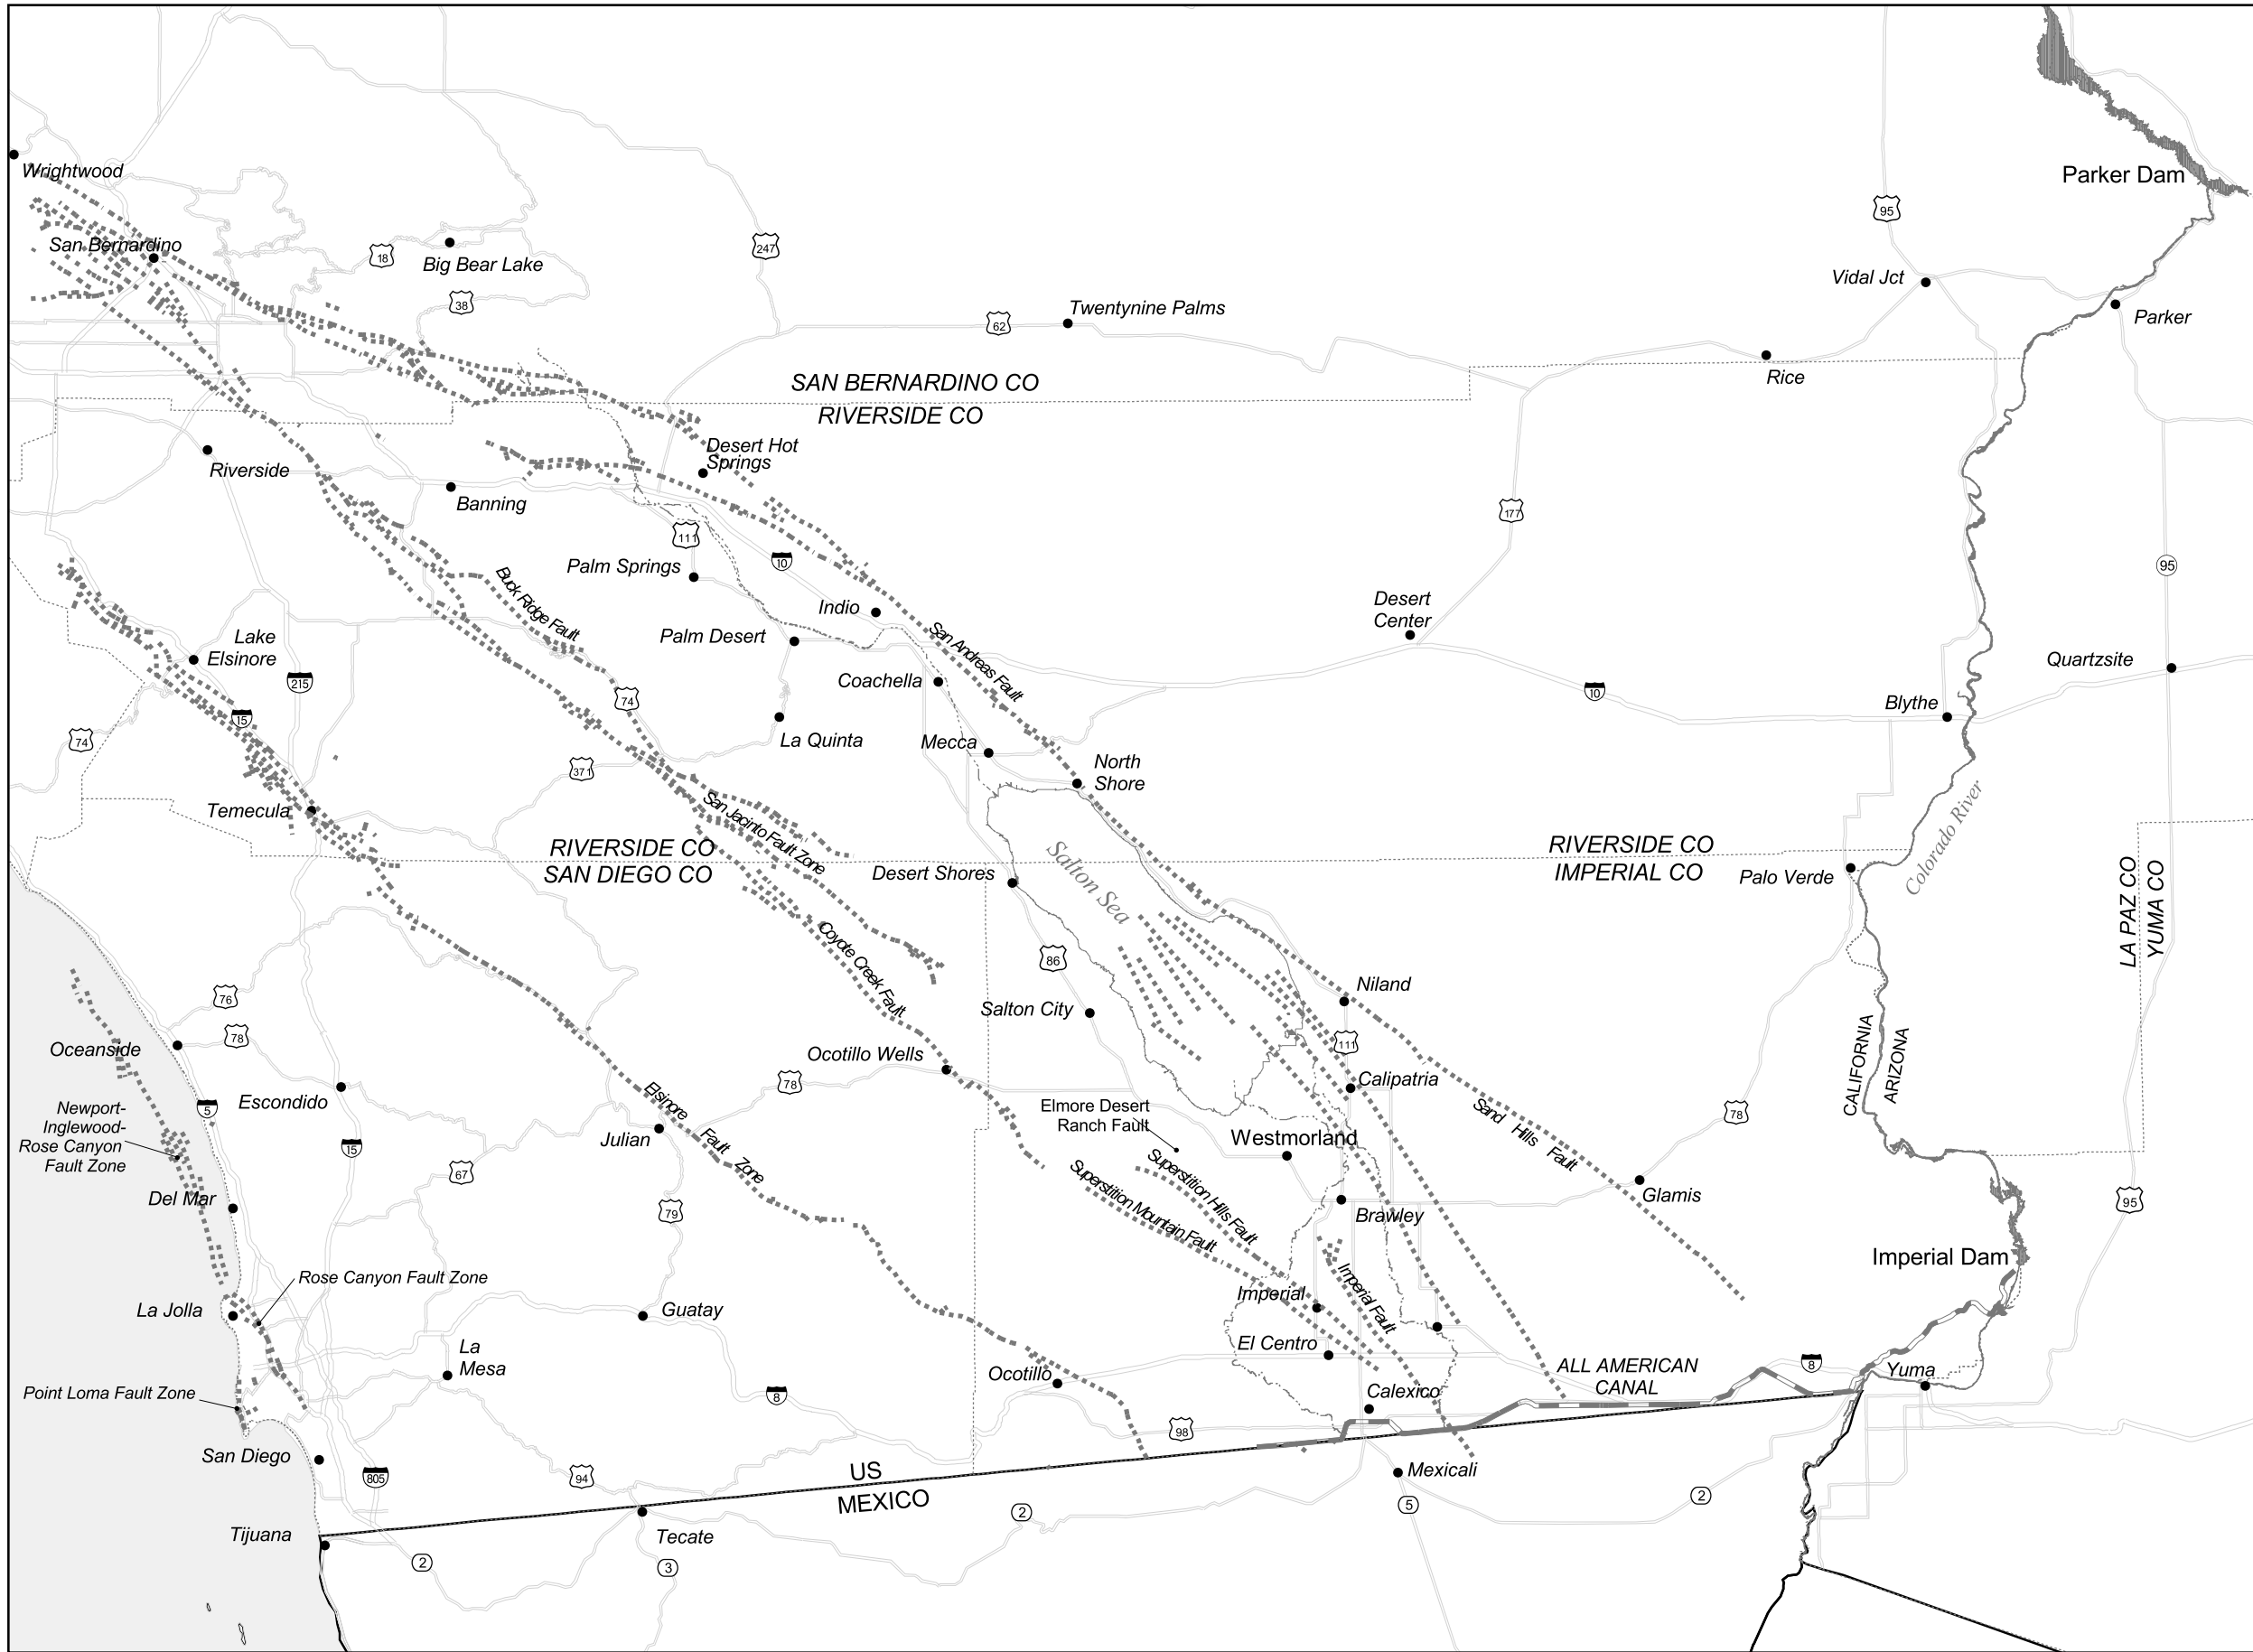 Wrightwood
Parker Dam
95
San Bernardino
18
Big Bear Lake
247
38
Vidal Jct
Twentynine Palms
62
Parker
SAN BERNARDINO CO
RIVERSIDE CO
Rice
Desert Hot
Springs
Riverside
Banning
177
111
10
95
Palm Springs
Buck Ridge Fault
Indio
Desert
Center
Palm Desert
San Andreas Fault
Lake
Elsinore
215
Coachella
Quartzsite
10
Blythe
74
15
74
La Quinta
Mecca
371
North
Shore
Temecula
San Jacinto Fault Zone
Colorado River
RIVERSIDE CO
SAN DIEGO CO
Salton Sea
Desert Shores
RIVERSIDE CO
IMPERIAL CO
Palo Verde
LA PAZ CO
YUMA CO
Coyote Creek Fault
86
76
Niland
Salton City
78
Oceanside
111
CALIFORNIA
ARIZONA
Ocotillo Wells
78
Calipatria
Elsinore Fault Zone
Escondido
5
Newport-
Inglewood-
Rose Canyon
Fault Zone
Elmore Desert
Ranch Fault
Sand Hills Fault
78
Julian
15
Westmorland
67
Superstition Hills Fault
Superstition Mountain Fault
Del Mar
79
Glamis
95
Brawley
Imperial Dam
Rose Canyon Fault Zone
Imperial Fault
La Jolla
Guatay
Imperial
El Centro
La
Mesa
ALL AMERICAN
CANAL
8
Yuma
Ocotillo
Point Loma Fault Zone
8
Calexico
98
San Diego
805
94
US
MEXICO
Mexicali
2
5
2
Tijuana
Tecate
2
3